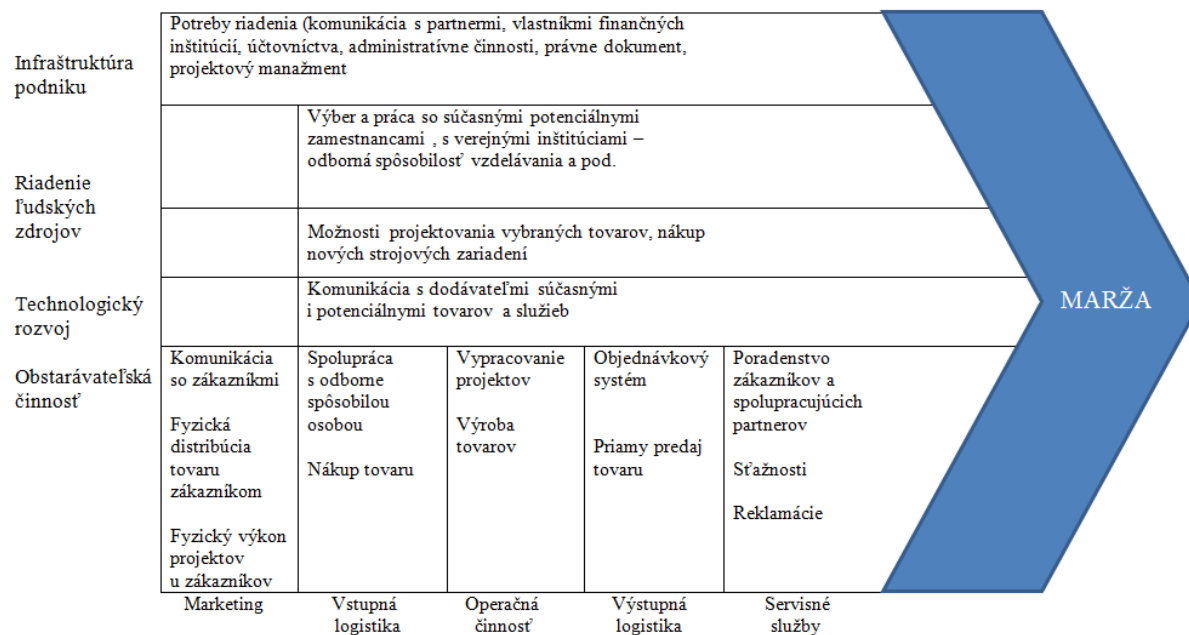 Infraštruktúra
podniku
Potreby riadenia (komunikácia s partnermi, vlastníkmi finančných
inštitúcií, účtovníctva, administratívne činnosti, právne dokument,
projektový manažment
Riadenie
ľudských
zdrojov
Výber a práca so súčasnými potenciálnymi
zamestnancami , s verejnými inštitúciami –
odborná spôsobilosť vzdelávania a pod.
Možnosti projektovania vybraných tovarov, nákup
nových strojových zariadení
Technologický
rozvoj
Komunikácia s dodávateľmi súčasnými
i potenciálnymi tovarov a služieb
Obstarávateľská
činnosť
Komunikácia
so zákazníkmi
Fyzická
distribúcia
tovaru
zákazníkom
Fyzický výkon
projektov
u zákazníkov
Spolupráca
s odborne
spôsobilou
osobou
Nákup tovaru
Vypracovanie
projektov
Výroba
tovarov
Objednávkový
systém
Priamy predaj
tovaru
Poradenstvo
zákazníkov a
spolupracujúcich
partnerov
Sťažnosti
Reklamácie
MARŽA
Marketing
Vstupná
logistika
Operačná
činnosť
Výstupná
logistika
Servisné
služby